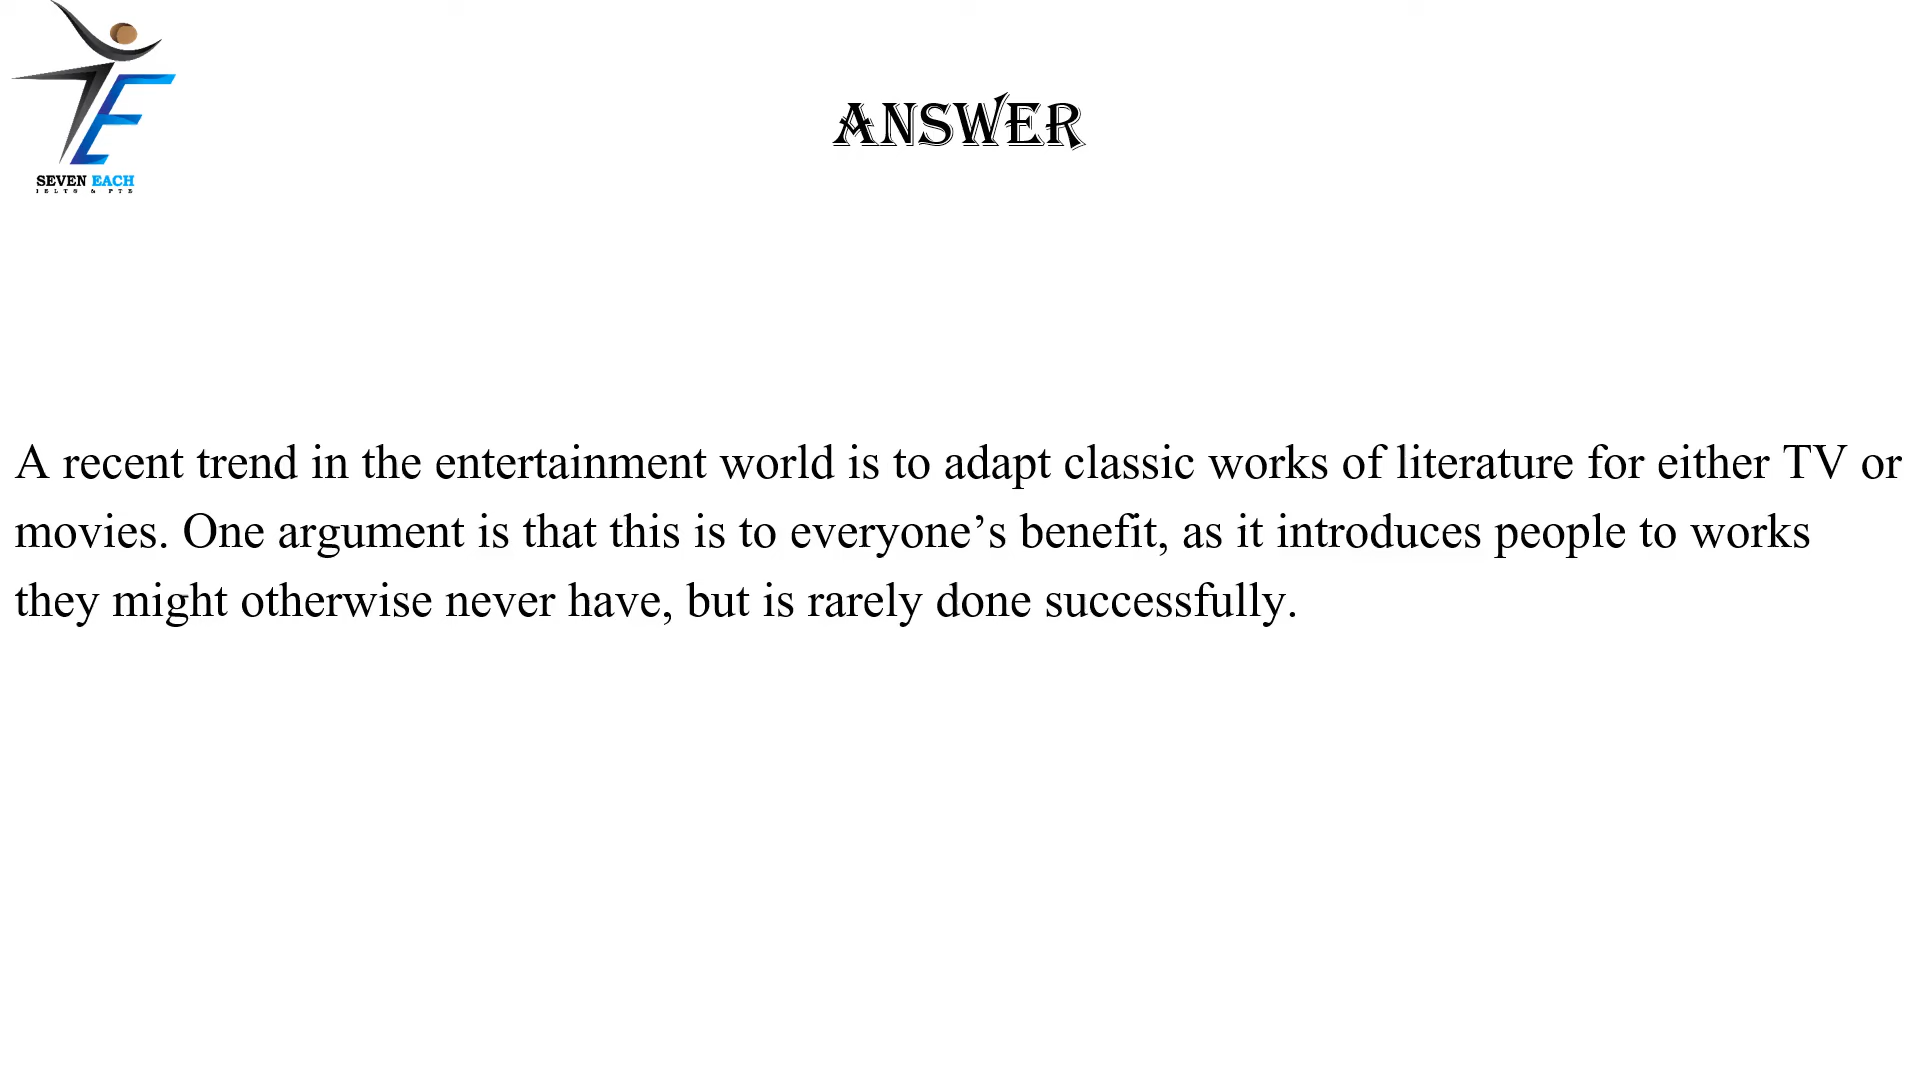 SEVEN EACH
IELTS & PTE
ANSWER
A recent trend in the entertainment world is to adapt classic works of literature for either TV or
movies. One argument is that this is to everyone’s benefit, as it introduces people to works
they might otherwise never have, but is rarely done successfully.